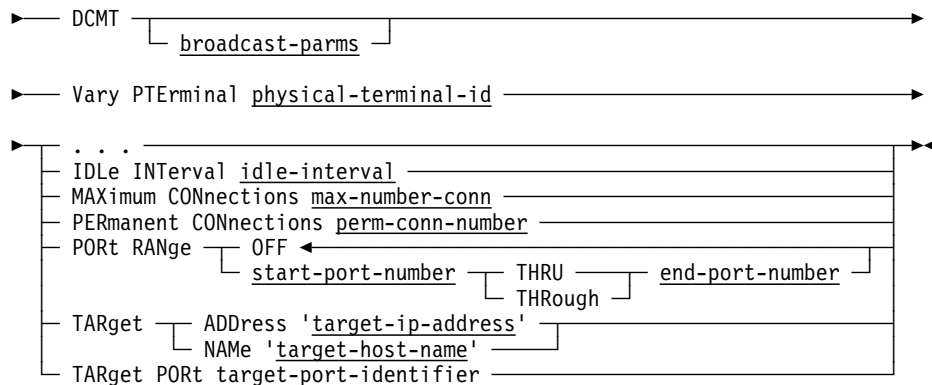 DCMT
broadcast-parms
Vary PTErminal physical-terminal-id
. . .
IDLe INTerval idle-interval
MAXimum CONnections max-number-conn
PERmanent CONnections perm-conn-number
PORt RANge OFF
start-port-number THRU end-port-number
THRough
TARget ADDress 'target-ip-address'
NAMe 'target-host-name'
TARget PORt target-port-identifier